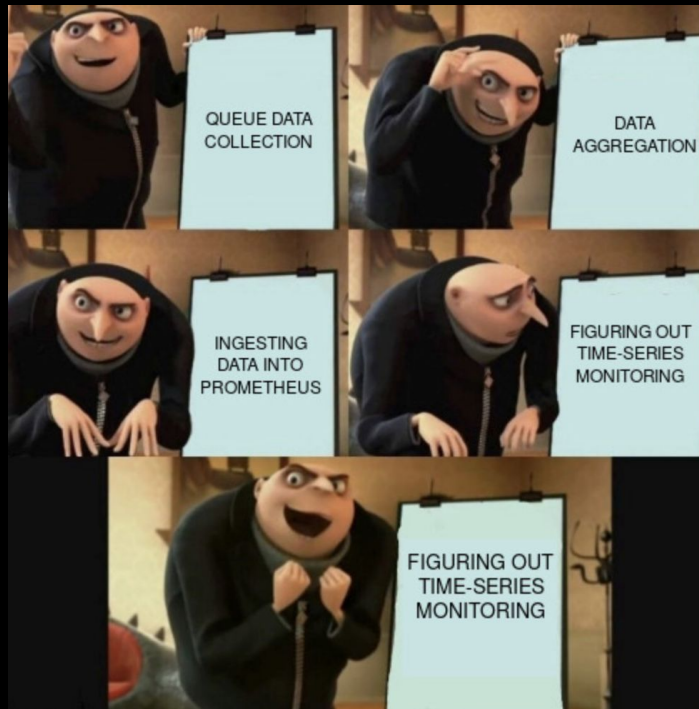 QUEUE DATA
COLLECTION
DATA
AGGREGATION
INGESTING
DATA INTO
PROMETHEUS
FIGURING OUT
TIME-SERIES
MONITORING
FIGURING OUT
TIME-SERIES
MONITORING